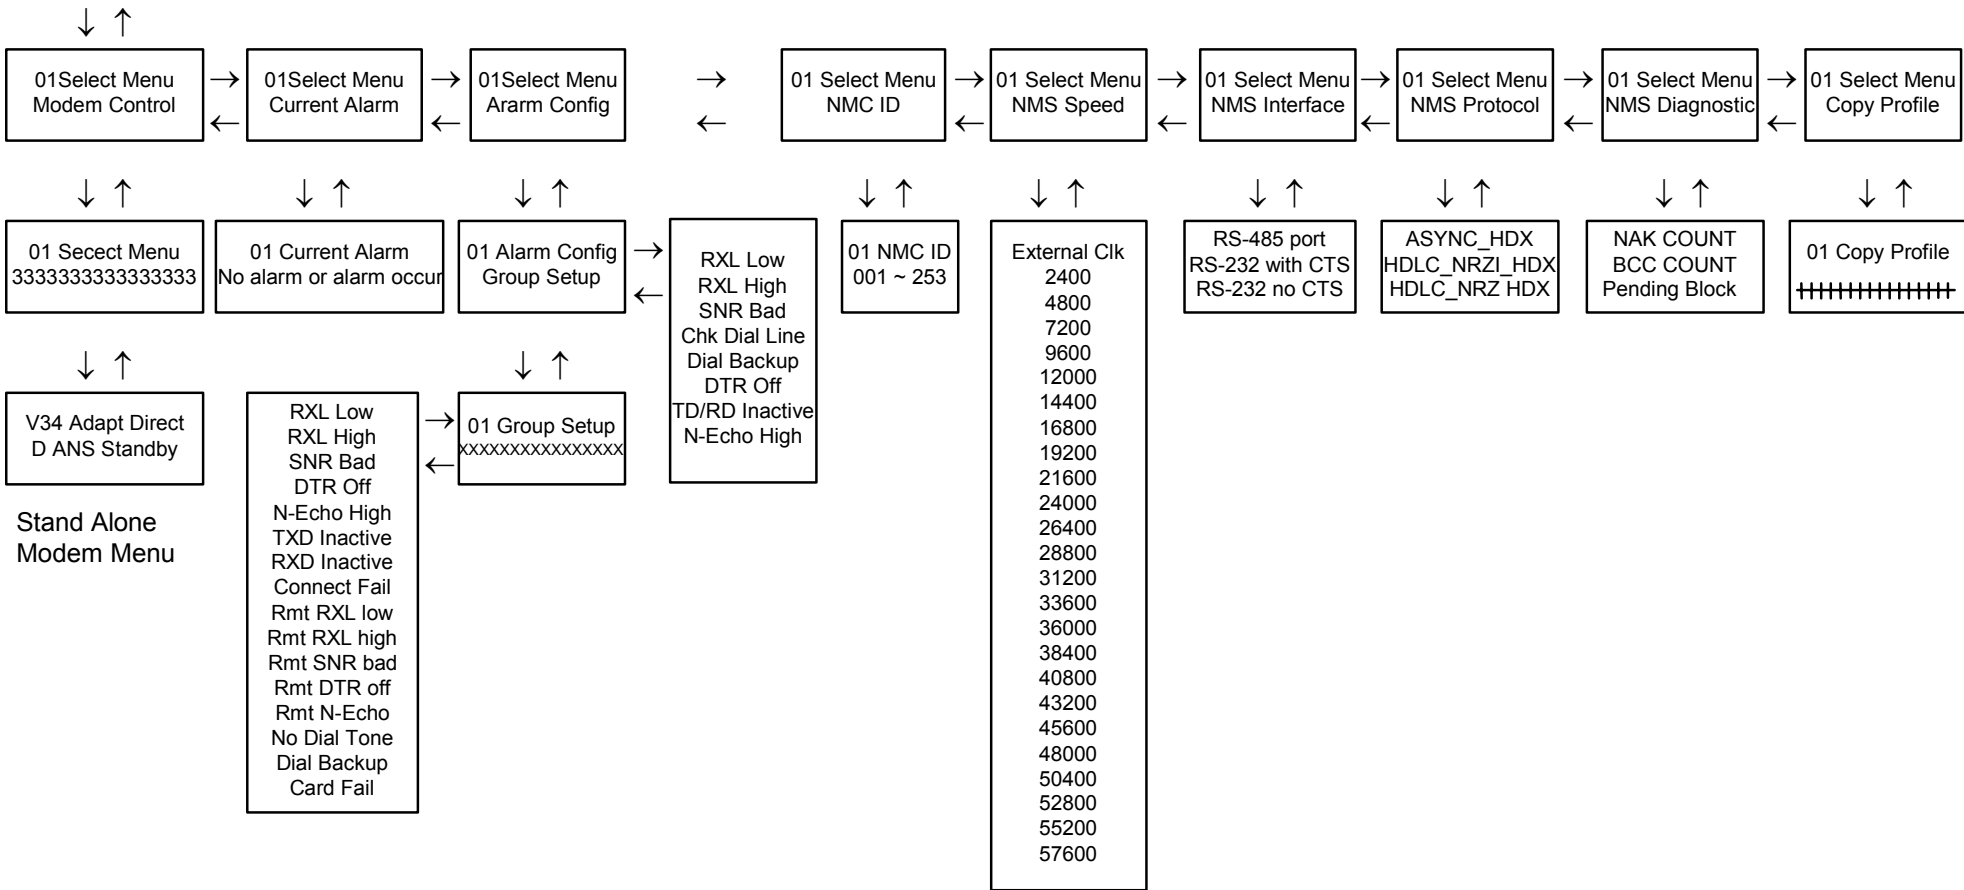 01Select Menu
Modem Control
01Select Menu
Current Alarm
01Select Menu
Ararm Config
01 Select Menu
NMC ID
01 Select Menu
NMS Speed
01 Select Menu
NMS Interface
01 Select Menu
NMS Protocol
01 Select Menu
NMS Diagnostic
01 Select Menu
Copy Profile
01 Secect Menu
3333333333333333
01 Current Alarm
No alarm or alarm occur
01 Alarm Config
Group Setup
RXL Low
RXL High
SNR Bad
Chk Dial Line
Dial Backup
DTR Off
TD/RD Inactive
N-Echo High
01 NMC ID
001 ~ 253
External Clk
2400
4800
7200
9600
12000
14400
16800
19200
21600
24000
26400
28800
31200
33600
36000
38400
40800
43200
45600
48000
50400
52800
55200
57600
RS-485 port
RS-232 with CTS
RS-232 no CTS
ASYNC_HDX
HDLC_NRZI_HDX
HDLC_NRZ HDX
NAK COUNT
BCC COUNT
Pending Block
01 Copy Profile
++++++++++++++
V34 Adapt Direct
D ANS Standby
RXL Low
RXL High
SNR Bad
DTR Off
N-Echo High
TXD Inactive
RXD Inactive
Connect Fail
Rmt RXL low
Rmt RXL high
Rmt SNR bad
Rmt DTR off
Rmt N-Echo
No Dial Tone
Dial Backup
Card Fail
01 Group Setup
XXXXXXXXXXXXXXXX
Stand Alone
Modem Menu